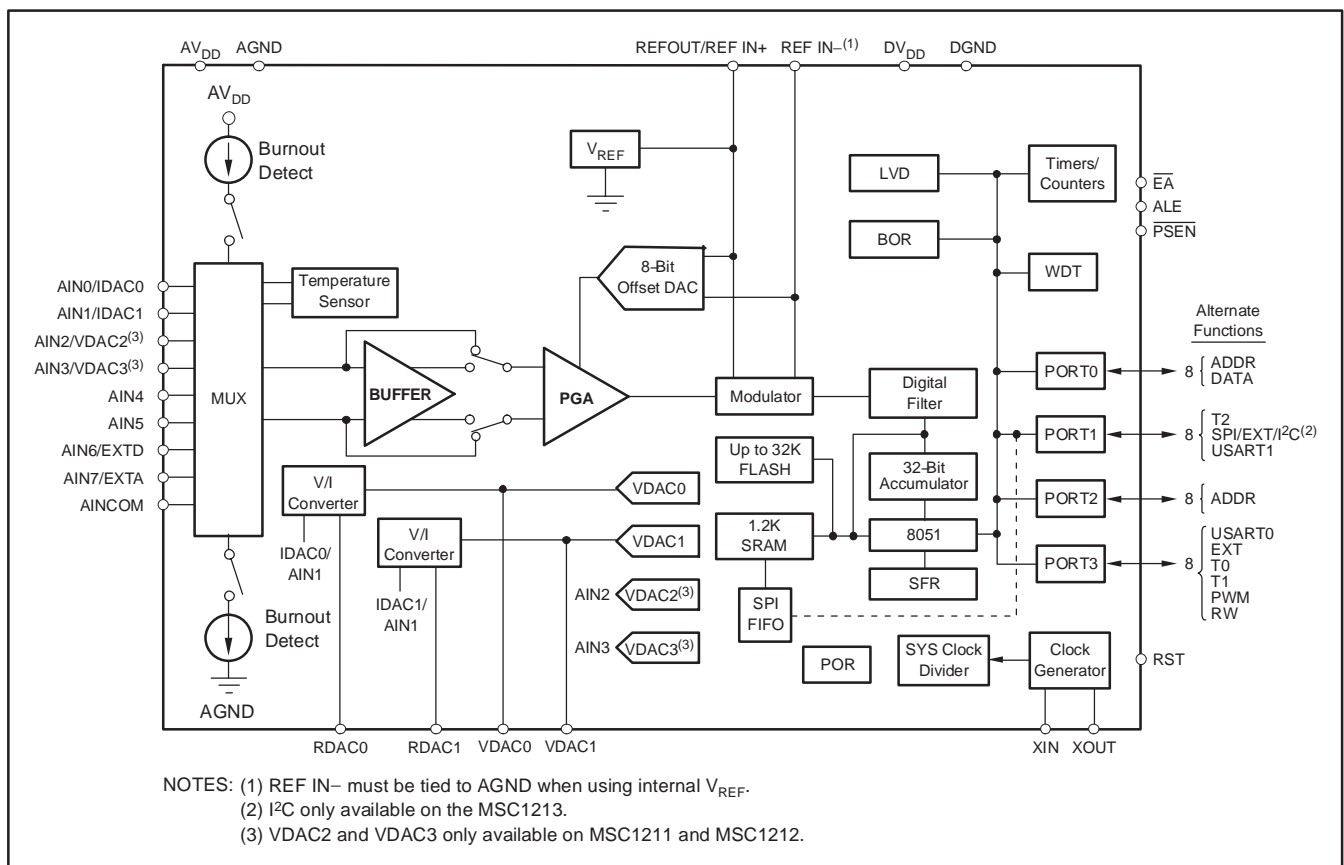 AVDD
AGND
REFOUT/REF IN+
REF IN−(1)
DVDD
DGND
AVDD
Burnout
Detect
VREF
LVD
Timers/
Counters
EA
ALE
PSEN
BOR
8-Bit
Offset DAC
WDT
Temperature
Sensor
AIN0/IDAC0
AIN1/IDAC1
AIN2/VDAC2(3)
AIN3/VDAC3(3)
AIN4
AIN5
AIN6/EXTD
AIN7/EXTA
AINCOM
MUX
BUFFER
PGA
Modulator
Digital
Filter
Alternate
Functions
PORT0
8
ADDR
DATA
PORT1
8
T2
SPI/EXT/I2C(2)
USART1
Up to 32K
FLASH
32-Bit
Accumulator
PORT2
8
ADDR
V/I
Converter
VDAC0
V/I
Converter
VDAC1
1.2K
SRAM
8051
PORT3
8
USART0
EXT
T0
T1
PWM
RW
IDAC0/
AIN1
IDAC1/
AIN1
SFR
AIN2
VDAC2(3)
SPI
FIFO
Burnout
Detect
AIN3
VDAC3(3)
POR
SYS Clock
Divider
Clock
Generator
RST
AGND
RDAC0
RDAC1
VDAC0
VDAC1
XIN
XOUT
NOTES: (1) REF IN− must be tied to AGND when using internal VREF.
(2) I2C only available on the MSC1213.
(3) VDAC2 and VDAC3 only available on MSC1211 and MSC1212.